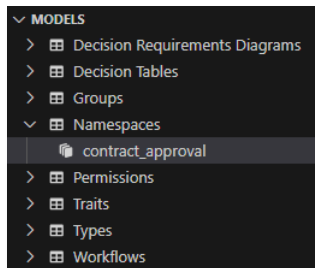 MODELS
Decision Requirements Diagrams
Decision Tables
Groups
Namespaces
contract_approval
Permissions
Traits
Types
Workflows